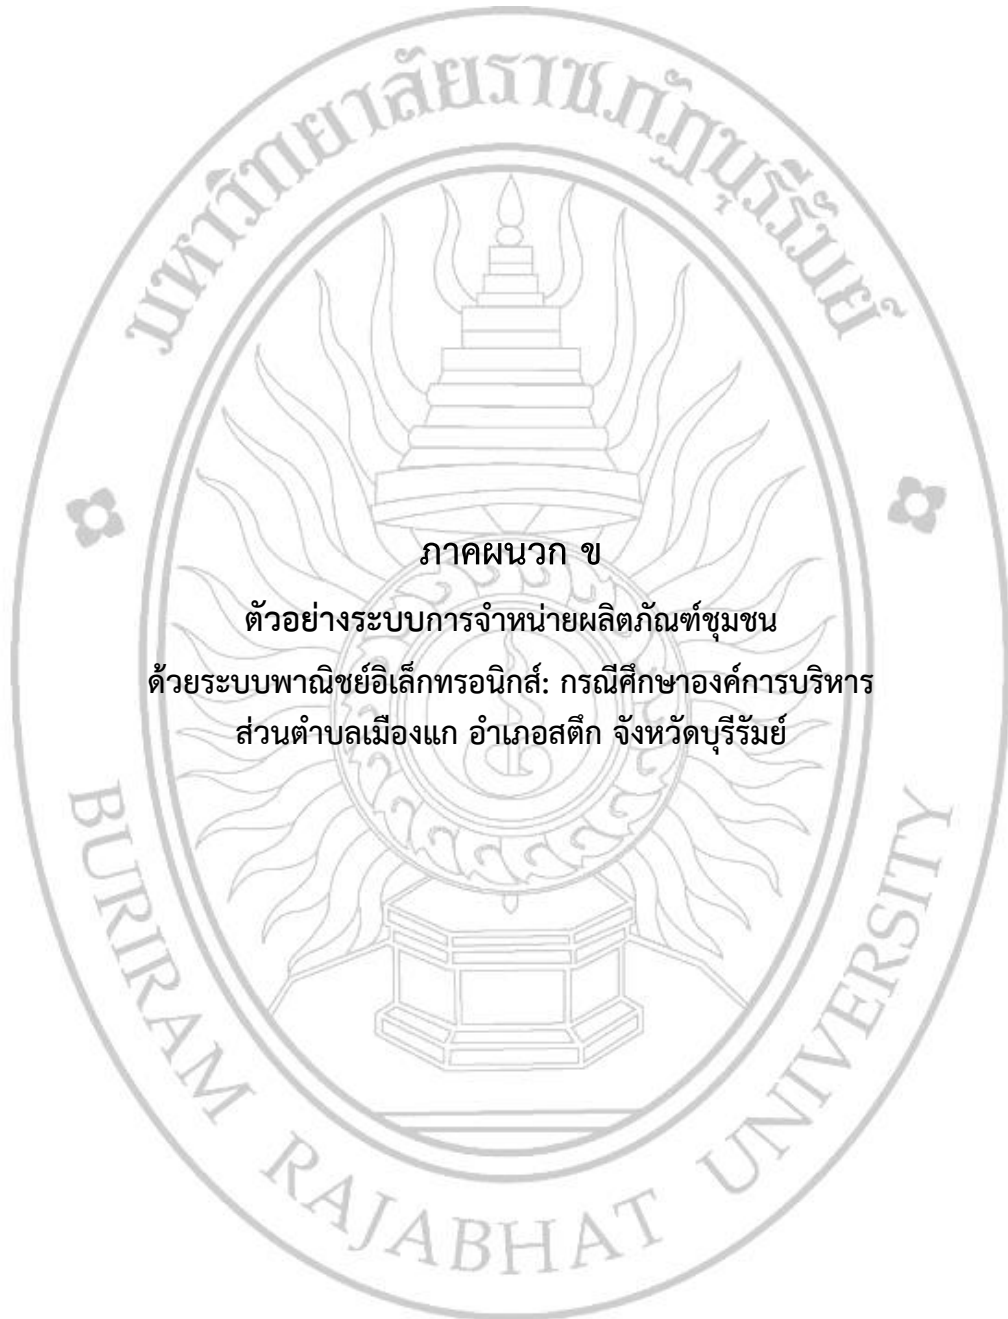 มหาวิทยาลัยราชภัฏบุรีรัมย์
ภาคผนวก ข
ตัวอย่างระบบการจำหน่ายผลิตภัณฑ์ชุมชน
ด้วยระบบพาณิชย์อิเล็กทรอนิกส์: กรณีศึกษาองค์การบริหาร
ส่วนตำบลเมืองแก อำเภอสตึก จังหวัดบุรีรัมย์
BURIRAM RAJABHAT UNIVERSITY